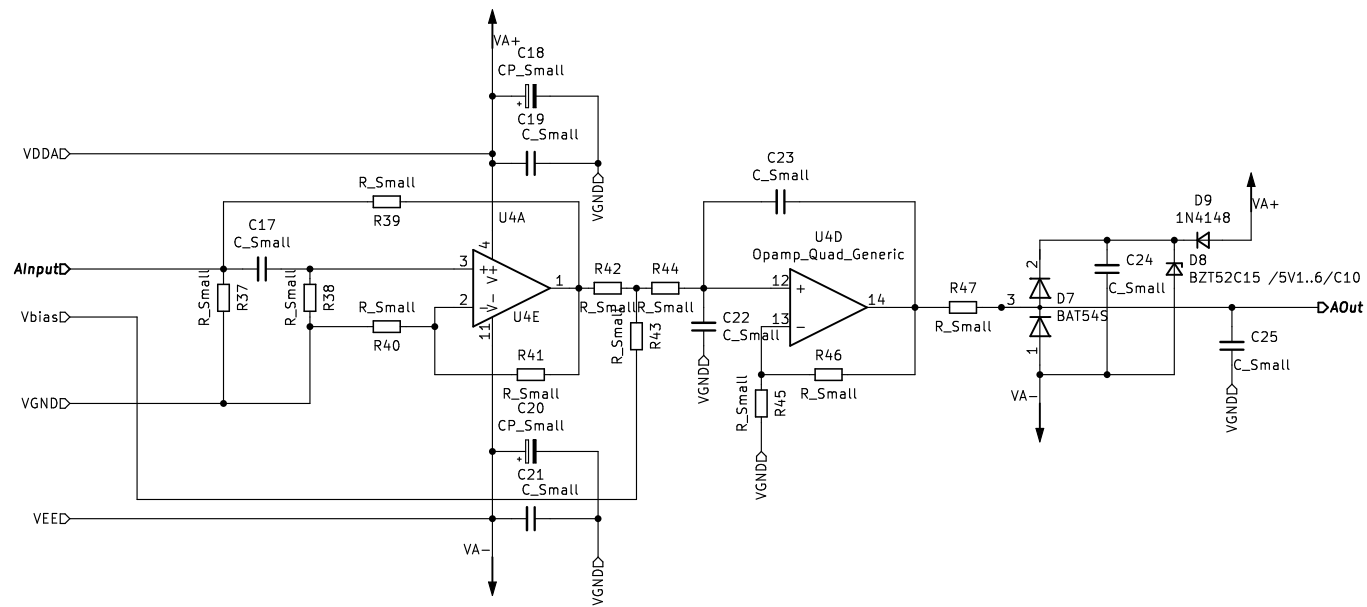 VA+
C18
CP_Small
+
C19
C_Small
VDDA
VGND
R_Small
R39
U4A
C17
C_Small
4
AInput
3
++
V
2
V-
11
1
U4E
R_Small
R37
R_Small
R38
Vbias
R40
R_Small
R41
R_Small
VGND
R42
R_Small
R44
R_Small
R_Small
R43
C20
CP_Small
+
C21
C_Small
VEE
VA-
VGND
C23
C_Small
U4D
Opamp_Quad_Generic
12
+
13
-
14
C22
C_Small
VGND
R46
R_Small
R_Small
R45
VGND
R47
R_Small
3
2
D7
BAT54S
1
VA-
C24
C_Small
D9
1N4148
VA+
D8
BZT52C15 /5V1..6/C10
AOut
C25
C_Small
VGND